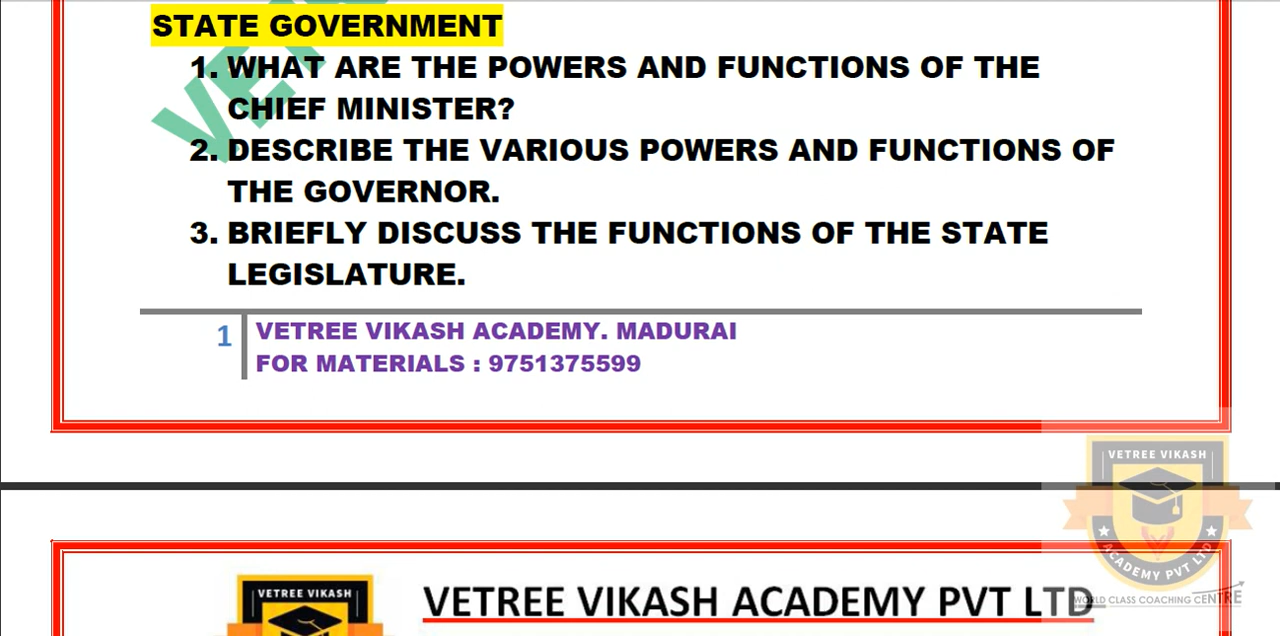 STATE GOVERNMENT
1. WHAT ARE THE POWERS AND FUNCTIONS OF THE
CHIEF MINISTER?
2. DESCRIBE THE VARIOUS POWERS AND FUNCTIONS OF
THE GOVERNOR.
3. BRIEFLY DISCUSS THE FUNCTIONS OF THE STATE
LEGISLATURE.
1
VETREE VIKASH ACADEMY. MADURAI
FOR MATERIALS : 9751375599
VETREE VIKASH
ACADEMY PVT LTD
WORLD CLASS COACHING CENTRE
VETREE VIKASH
VETREE VIKASH ACADEMY PVT LTD